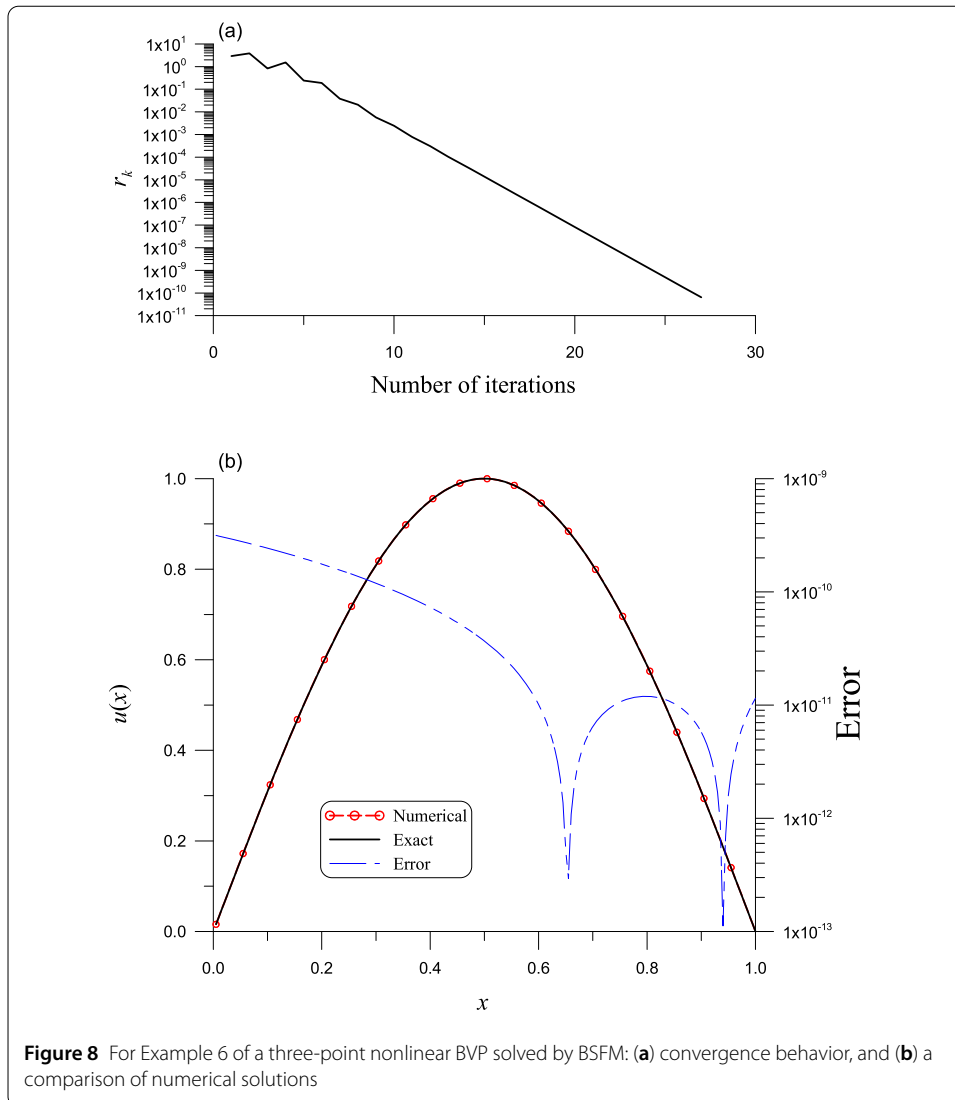 (a)
1x10¹
10⁰
1x10⁻¹
1x10⁻²
1x10⁻³
1x10⁻⁴
1x10⁻⁵
1x10⁻⁶
1x10⁻⁷
1x10⁻⁸
1x10⁻⁹
1x10⁻¹⁰
1x10⁻¹¹
r_k
0 10 20 30
Number of iterations
(b)
1.0
0.8
0.6
0.4
0.2
0.0
u(x)
1x10⁻⁹
1x10⁻¹⁰
1x10⁻¹¹
1x10⁻¹²
1x10⁻¹³
Error
Numerical
Exact
Error
0.0 0.2 0.4 0.6 0.8 1.0
x
Figure 8 For Example 6 of a three-point nonlinear BVP solved by BSFM: (a) convergence behavior, and (b) a
comparison of numerical solutions